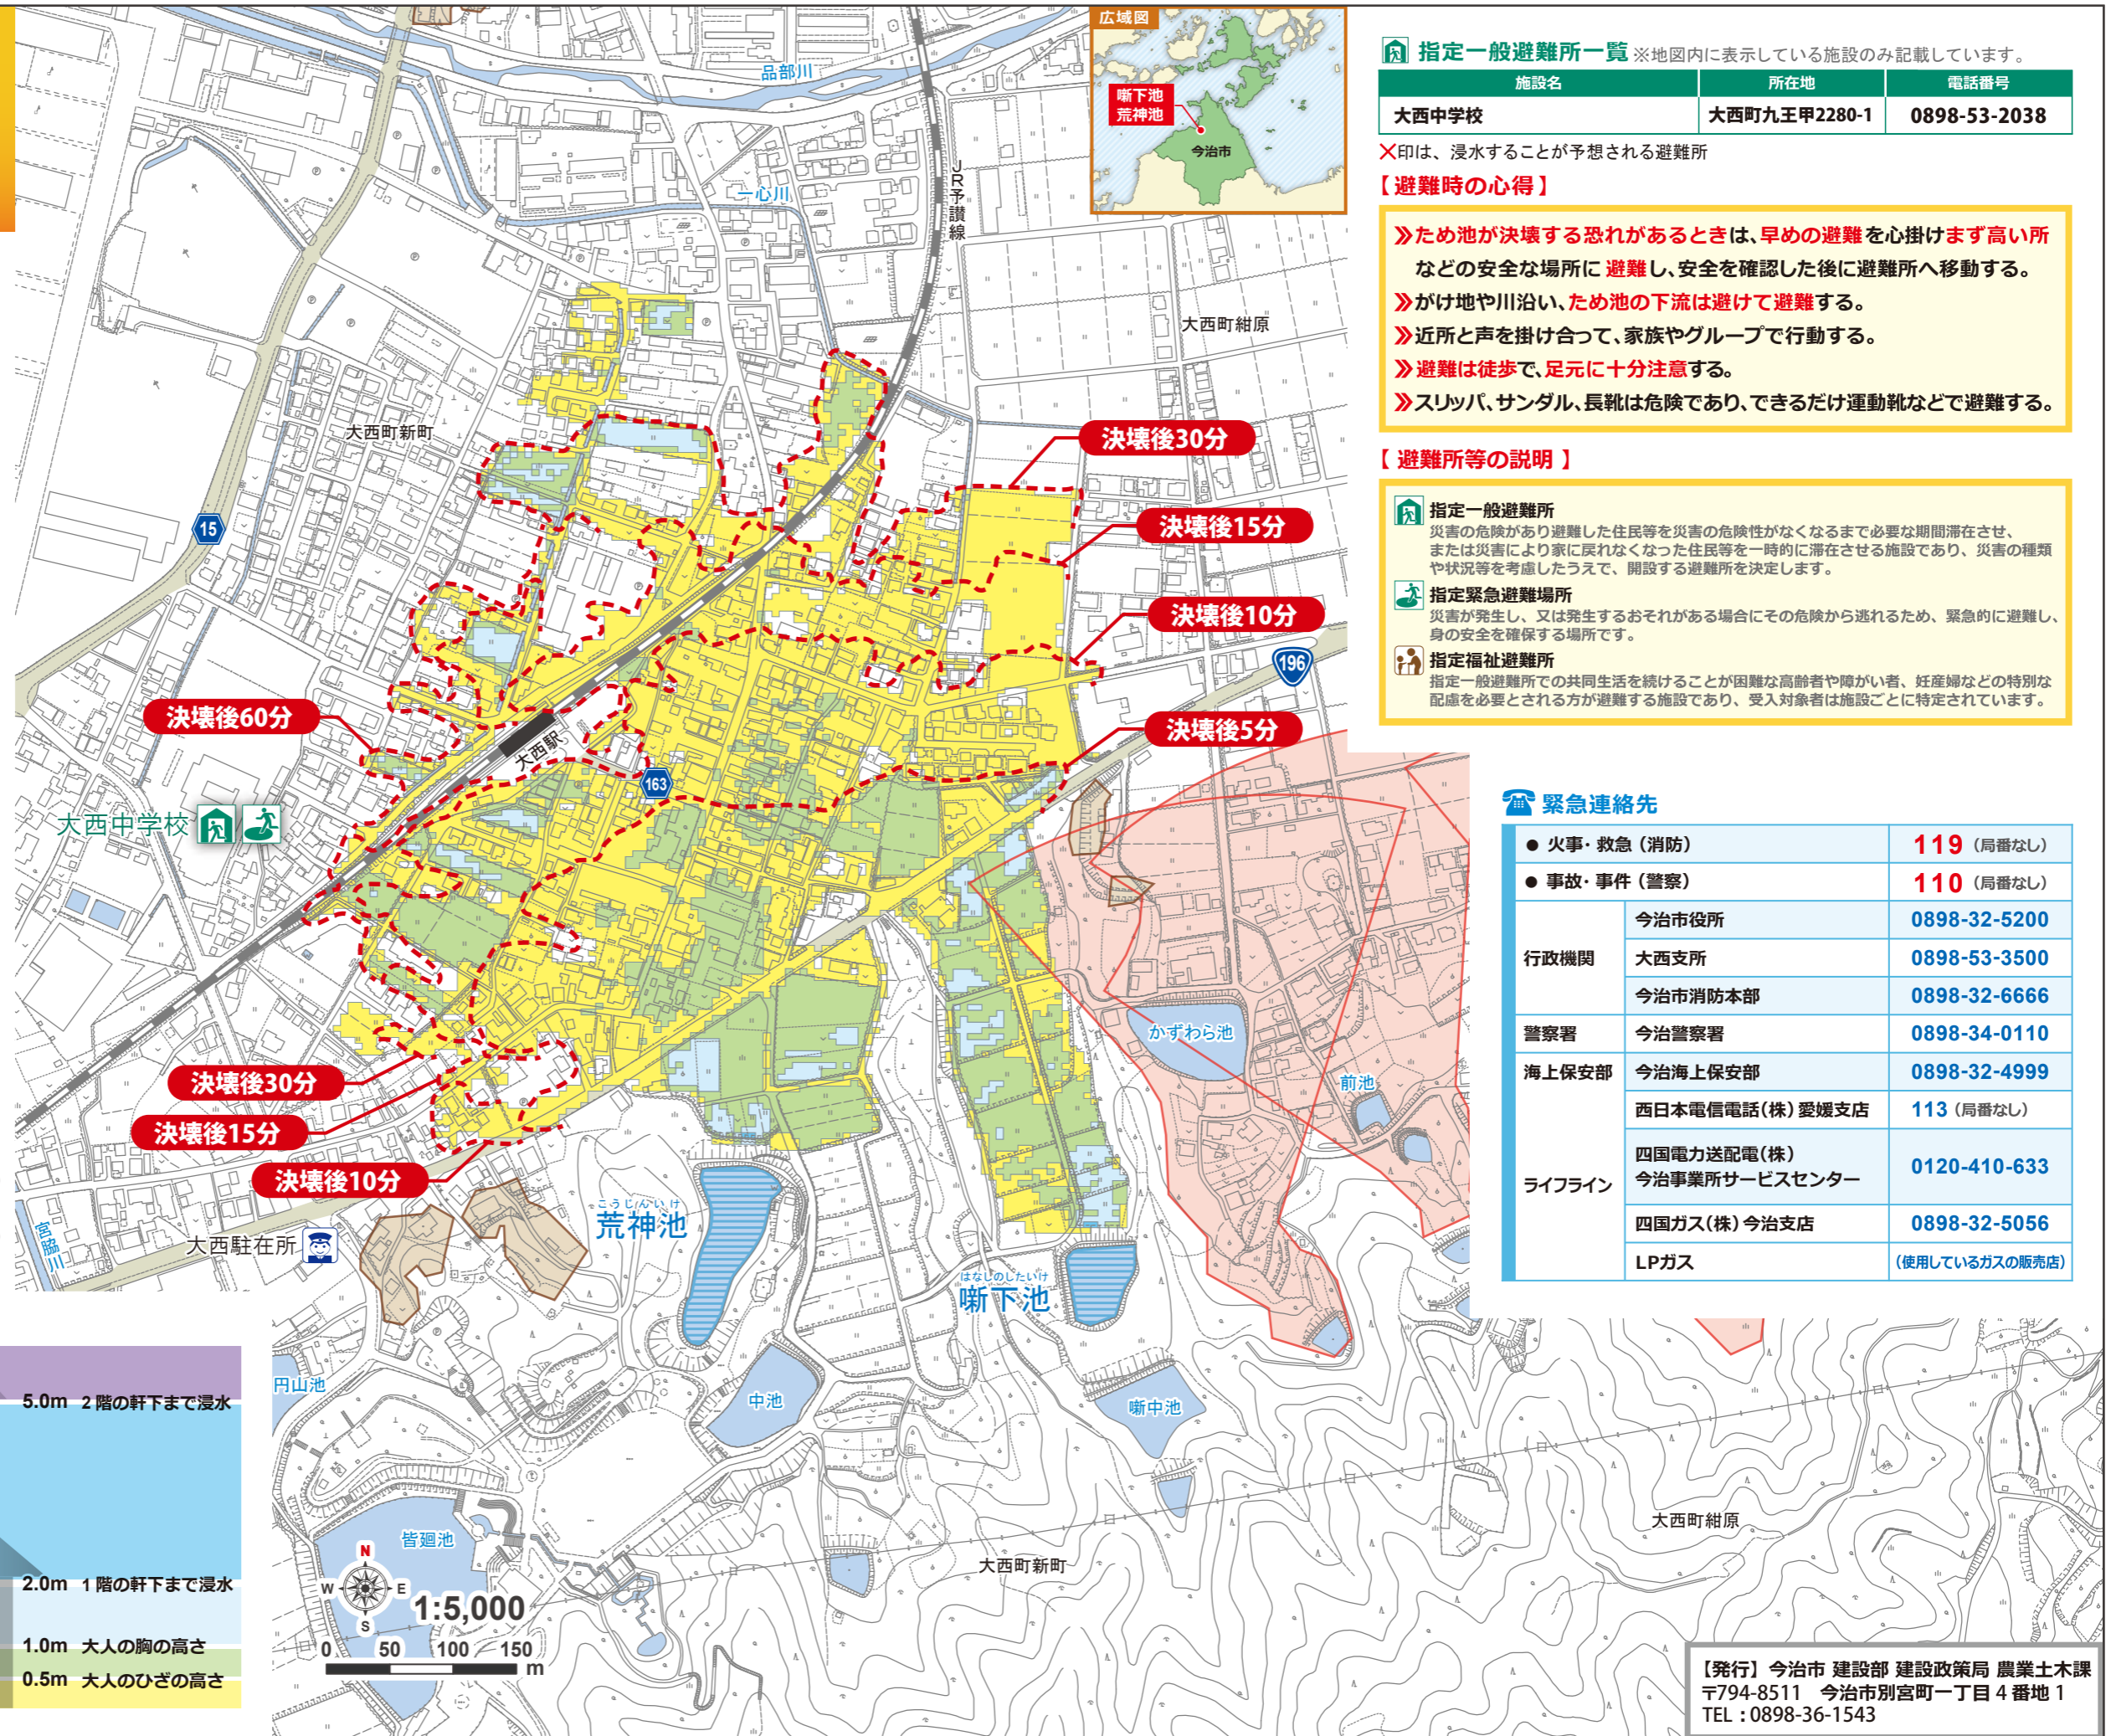 広域図
噺下池
荒神池
今治市
品部川
一心川
JR予讃線
大西町紺原
大西町新町
15
決壊後30分
決壊後15分
決壊後10分
196
決壊後5分
決壊後60分
大西駅
163
大西中学校
かずわら池
前池
決壊後30分
決壊後15分
決壊後10分
宮脇川
大西駐在所
こうじんいけ
荒神池
はなしのしたいけ
噺下池
円山池
中池
噺中池
皆廻池
大西町新町
大西町紺原
5.0m 2階の軒下まで浸水
2.0m 1階の軒下まで浸水
1.0m 大人の胸の高さ
0.5m 大人のひざの高さ
N
W E
S
1:5,000
0 50 100 150
m
指定一般避難所一覧 ※地図内に表示している施設のみ記載しています。
施設名 所在地 電話番号
大西中学校 大西町九王甲2280-1 0898-53-2038
×印は、浸水することが予想される避難所
【避難時の心得】
≫ため池が決壊する恐れがあるときは、早めの避難を心掛けまず高い所
などの安全な場所に避難し、安全を確認した後に避難所へ移動する。
≫がけ地や川沿い、ため池の下流は避けて避難する。
≫近所と声を掛け合って、家族やグループで行動する。
≫避難は徒歩で、足元に十分注意する。
≫スリッパ、サンダル、長靴は危険であり、できるだけ運動靴などで避難する。
【避難所等の説明】
指定一般避難所
災害の危険があり避難した住民等を災害の危険性がなくなるまで必要な期間滞在させ、
または災害により家に戻れなくなった住民等を一時的に滞在させる施設であり、災害の種類
や状況等を考慮したうえで、開設する避難所を決定します。
指定緊急避難場所
災害が発生し、又は発生するおそれがある場合にその危険から逃れるため、緊急的に避難し、
身の安全を確保する場所です。
指定福祉避難所
指定一般避難所での共同生活を続けることが困難な高齢者や障がい者、妊産婦などの特別な
配慮を必要とされる方が避難する施設であり、受入対象者は施設ごとに特定されています。
緊急連絡先
● 火事・救急（消防） 119（局番なし）
● 事故・事件（警察） 110（局番なし）
行政機関
今治市役所 0898-32-5200
大西支所 0898-53-3500
今治市消防本部 0898-32-6666
警察署 今治警察署 0898-34-0110
海上保安部 今治海上保安部 0898-32-4999
ライフライン
西日本電信電話（株）愛媛支店 113（局番なし）
四国電力送配電（株）
今治事業所サービスセンター 0120-410-633
四国ガス（株）今治支店 0898-32-5056
LPガス （使用しているガスの販売店）
【発行】今治市 建設部 建設政策局 農業土木課
〒794-8511 今治市別宮町一丁目4番地1
TEL：0898-36-1543